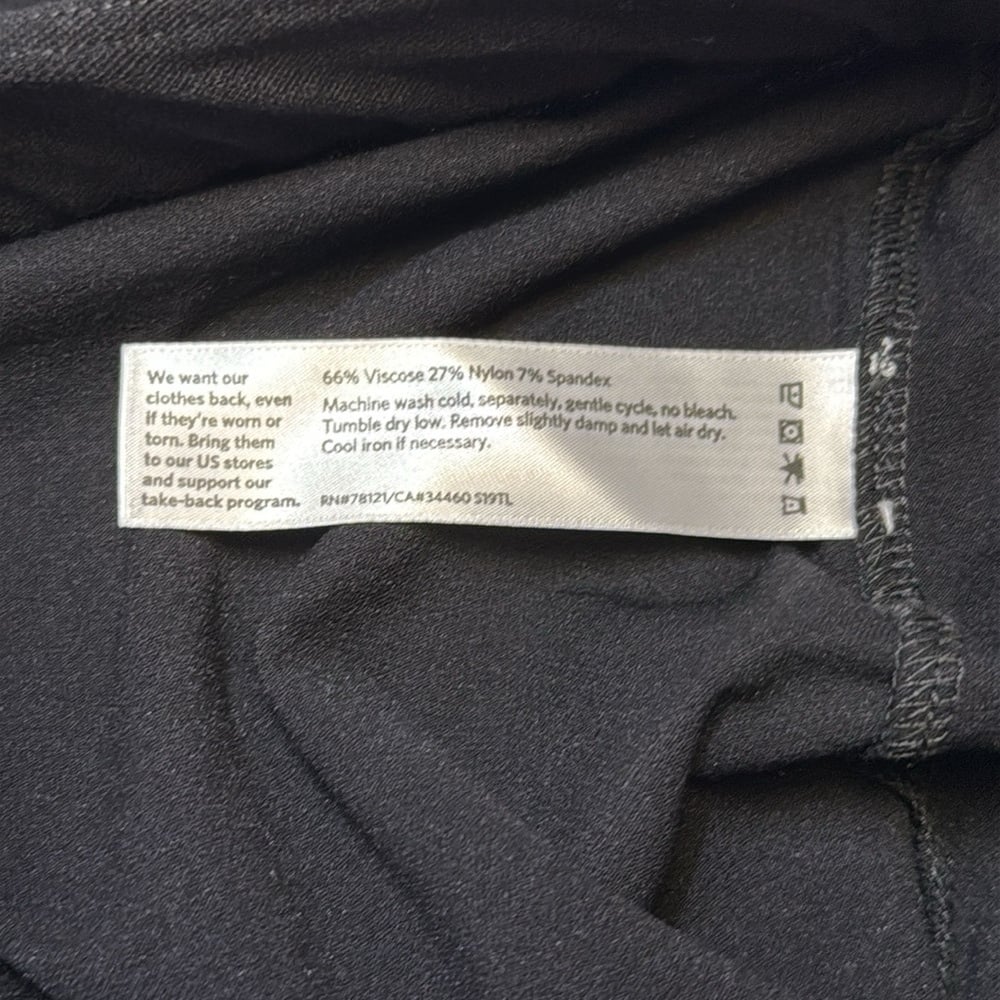 We want our
clothes back, even
if they're worn or
torn. Bring them
to our US stores
and support our
take-back program.
66% Viscose 27% Nylon 7% Spandex
Machine wash cold, separately, gentle cycle, no bleach.
Tumble dry low. Remove slightly damp and let air dry.
Cool iron if necessary.
RN#78121/CA#34460 S19TL